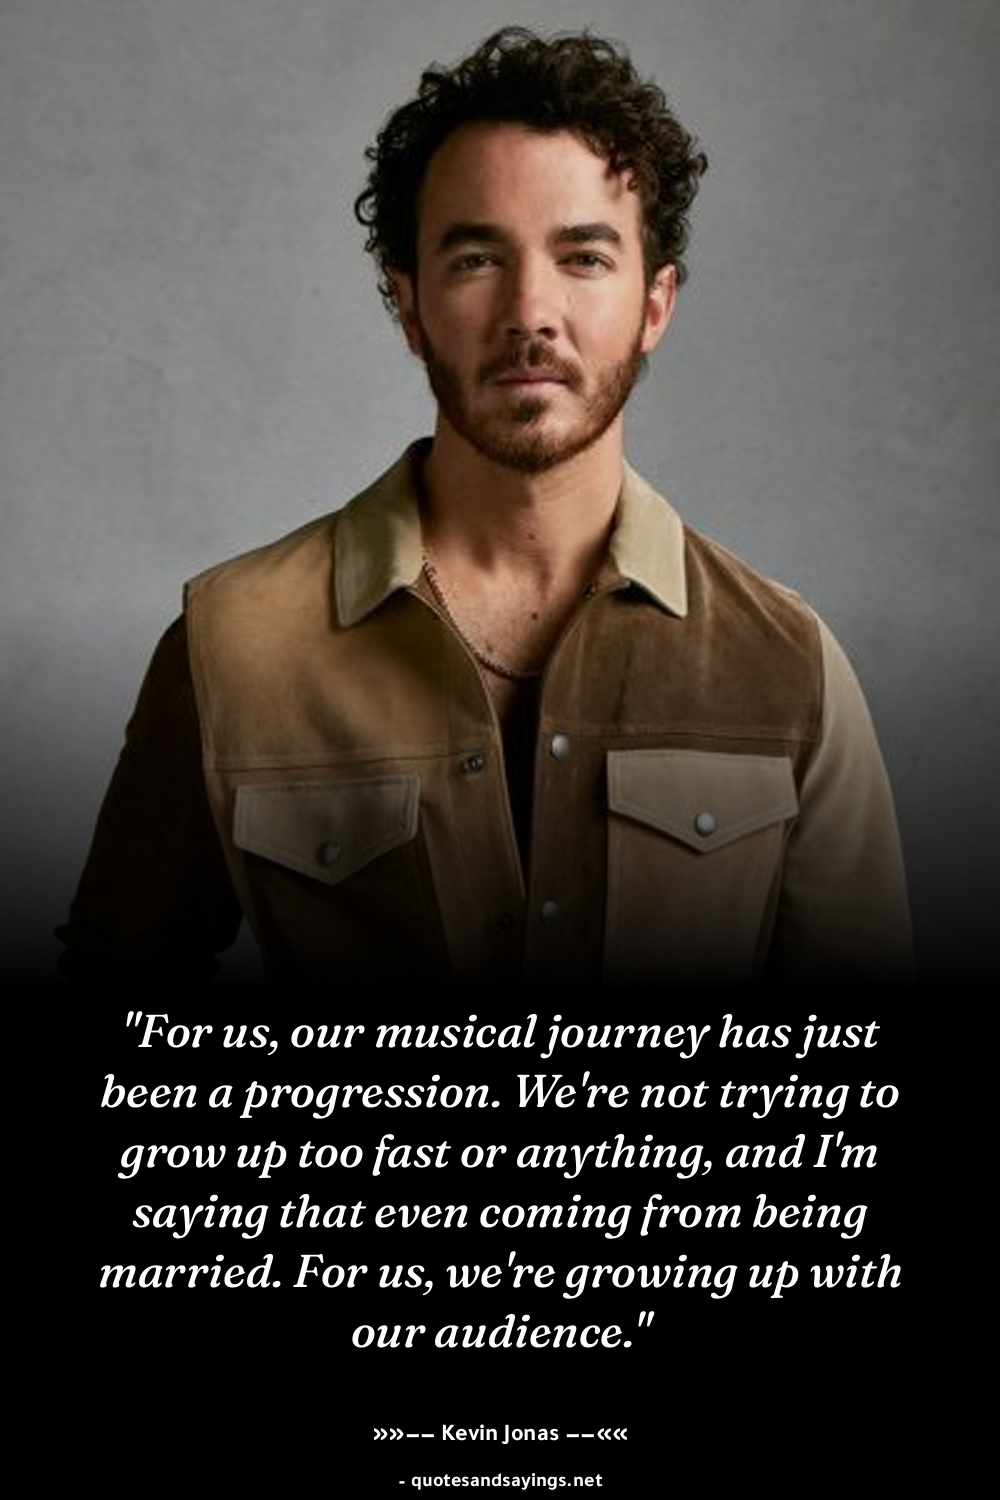 "For us, our musical journey has just
been a progression. We're not trying to
grow up too fast or anything, and I'm
saying that even coming from being
married. For us, we're growing up with
our audience."
»»–– Kevin Jonas ––««
- quotesandsayings.net